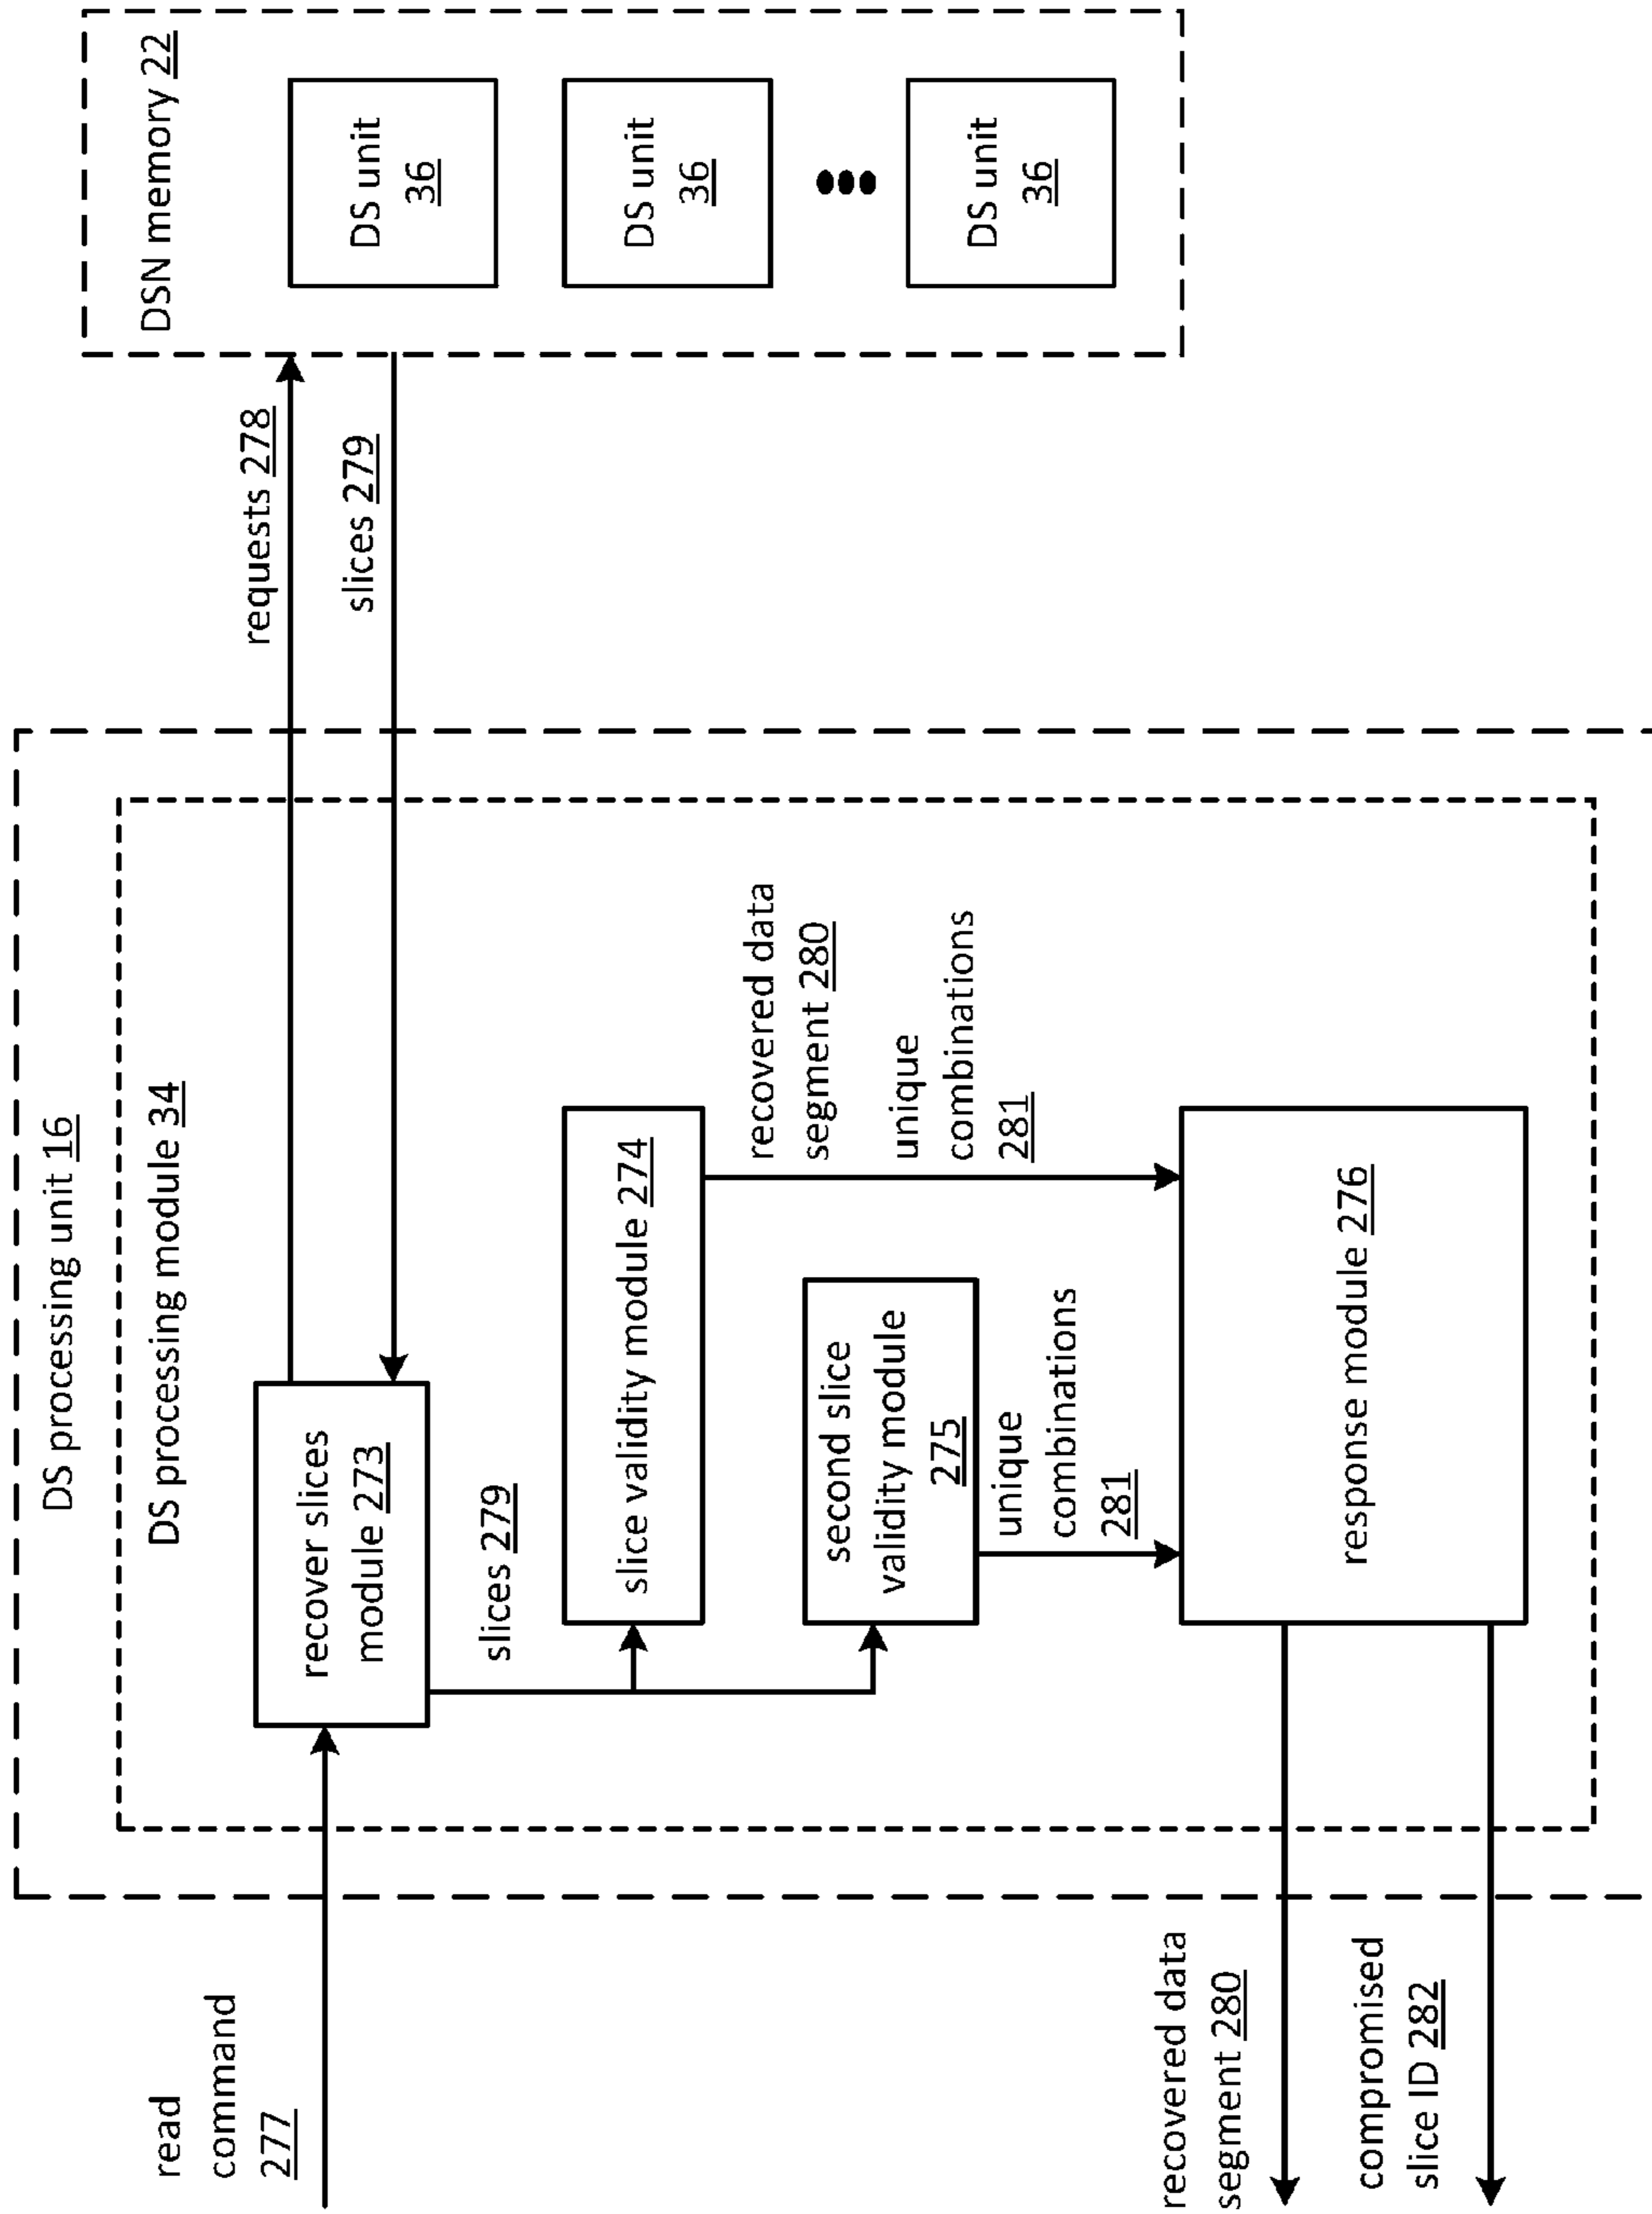 DS processing unit 16
DS processing module 34
read
command
277
recover slices
module 273
requests 278
slices 279
DSN memory 22
DS unit
36
DS unit
36
DS unit
36
slices 279
slice validity module 274
recovered data
segment 280
unique
combinations
281
second slice
validity module
275
unique
combinations
281
response module 276
recovered data
segment 280
compromised
slice ID 282